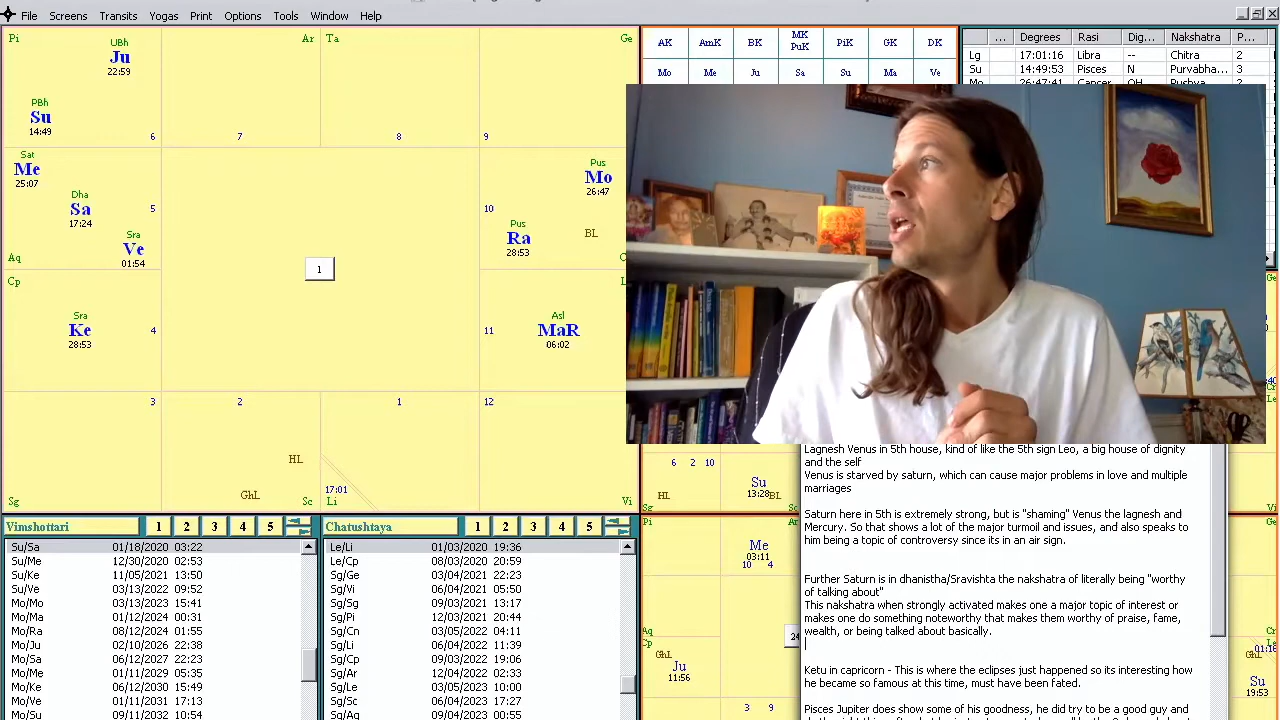 File Screens Transits Yogas Print Options Tools Window Help
Pi
UBh
Ju
22:59
Ar
Ta
Ge
PBh
Su
14:49
6
7
8
9
Sat
Me
25:07
Dha
Sa
17:24
5
Sra
Ve
01:54
Aq
Pus
Mo
26:47
10
Pus
Ra
28:53
BL
1
Cp
Sra
Ke
28:53
4
11
Asl
MaR
06:02
3
2
1
12
HL
GhL
17:01
Sg
Sc
Li
Vi
AK AmK BK MK PuK PiK GK DK
Mo Me Ju Sa Su Ma Ve
... Degrees Rasi Dig... Nakshatra P...
Lg 17:01:16 Libra -- Chitra 2
Su 14:49:53 Pisces N Purvabha... 3
Vimshottari 1 2 3 4 5
Su/Sa 01/18/2020 03:22
Su/Me 12/30/2020
Su/Ke 11/05/2021 13:50
Su/Ve 03/13/2022 09:52
Mo/Mo 03/13/2023 15:41
Mo/Ma 01/12/2024 00:31
Mo/Ra 08/12/2024 01:55
Mo/Ju 02/10/2026 22:38
Mo/Sa 06/12/2027 22:23
Mo/Me 01/11/2029 05:35
Mo/Ke 06/12/2030 15:49
Mo/Ve 01/11/2031 17:17
Mo/Su 09/11/2032 10:54
Chatushtaya 1 2 3 4 5
Le/Li 01/03/2020 19:36
Le/Cp 08/03/2020 20:59
Sg/Ge 03/04/2021 22:23
Sg/Vi 06/04/2021 05:50
Sg/Sg 09/04/2021 13:17
Sg/Pi 12/03/2021 20:44
Sg/Cn 03/05/2022 04:11
Sg/Li 06/04/2022 11:39
Sg/Cp 09/03/2022 19:06
Sg/Ar 12/04/2022 02:33
Sg/Le 03/05/2023 10:00
Sg/Sc 06/04/2023 17:27
Sg/Aq 09/04/2023 00:55
6 2 10
Su
13:28
BL
HL
Sg
Pi
Ar
Me
03:11
10 4
Aq
Cp
24
GhL
Ju
11:56
3 9
Lagnesh Venus in 5th house, kind of like the 5th sign Leo, a big house of dignity
and the self
Venus is starved by saturn, which can cause major problems in love and multiple
marriages
Saturn here in 5th is extremely strong, but is "shaming" Venus the lagnesh and
Mercury. So that shows a lot of the major turmoil and issues, and also speaks to
him being a topic of controversy since its an air sign.
Further Saturn is in dhanistha/Sravishta the nakshatra of literally being "worthy
of talking about"
This nakshatra when strongly activated makes one a major topic of interest or
makes one do something noteworthy that makes them worthy of praise, fame,
wealth, or being talked about basically.
Ketu in capricorn - This is where the eclipses just happened so its interesting how
he became so famous at this time, must have been fated.
Pisces Jupiter does show some of his goodness, he did try to be a good guy and
Ge
Cr
Le
Vi
Sg
Cr
GhL
Su
19:53